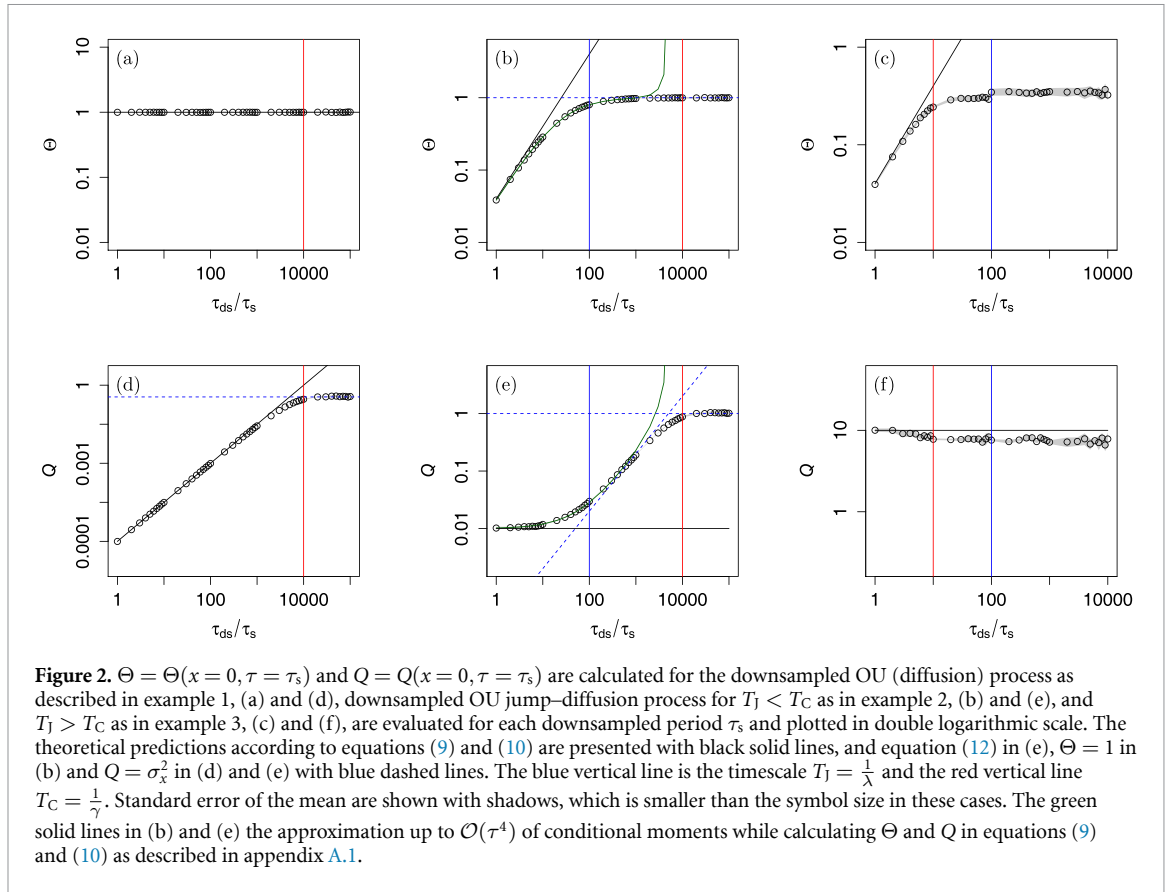 (a)
10
1
0.1
0.01
Θ
1
100
10000
τds/τs
(b)
10
1
0.1
0.01
Θ
1
100
10000
τds/τs
(c)
1
0.1
0.01
Θ
1
100
10000
τds/τs
(d)
1
0.001
0.0001
Q
1
100
10000
τds/τs
(e)
1
0.1
0.01
Q
1
100
10000
τds/τs
(f)
10
1
Q
1
100
10000
τds/τs
Figure 2. Θ = Θ(x = 0, τ = τs) and Q = Q(x = 0, τ = τs) are calculated for the downsampled OU (diffusion) process as
described in example 1, (a) and (d), downsampled OU jump–diffusion process for TJ < TC as in example 2, (b) and (e), and
TJ > TC as in example 3, (c) and (f), are evaluated for each downsampled period τs and plotted in double logarithmic scale. The
theoretical predictions according to equations (9) and (10) are presented with black solid lines, and equation (12) in (e), Θ = 1 in
(b) and Q = σx² in (d) and (e) with blue dashed lines. The blue vertical line is the timescale TJ = 1/λ and the red vertical line
TC = 1/γ. Standard error of the mean are shown with shadows, which is smaller than the symbol size in these cases. The green
solid lines in (b) and (e) the approximation up to O(τ⁴) of conditional moments while calculating Θ and Q in equations (9)
and (10) as described in appendix A.1.